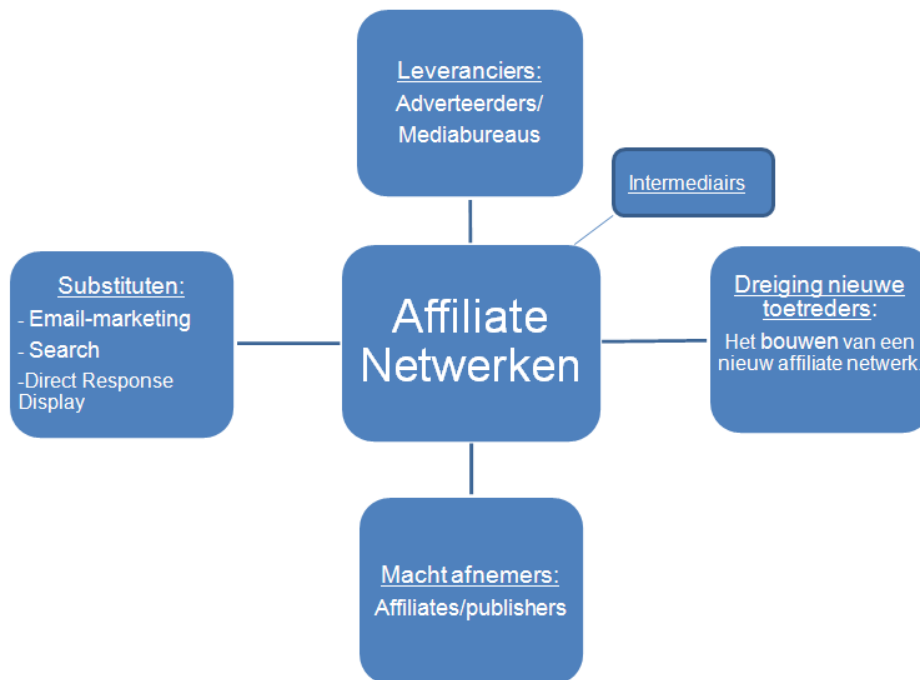 Leveranciers:
Adverteerders/
Mediabureaus
Intermediairs
Substituten:
- Email-marketing
- Search
-Direct Response
Display
Affiliate
Netwerken
Dreiging nieuwe
toetreders:
Het bouwen van een
nieuw affiliate netwerk.
Macht afnemers:
Affiliates/publishers